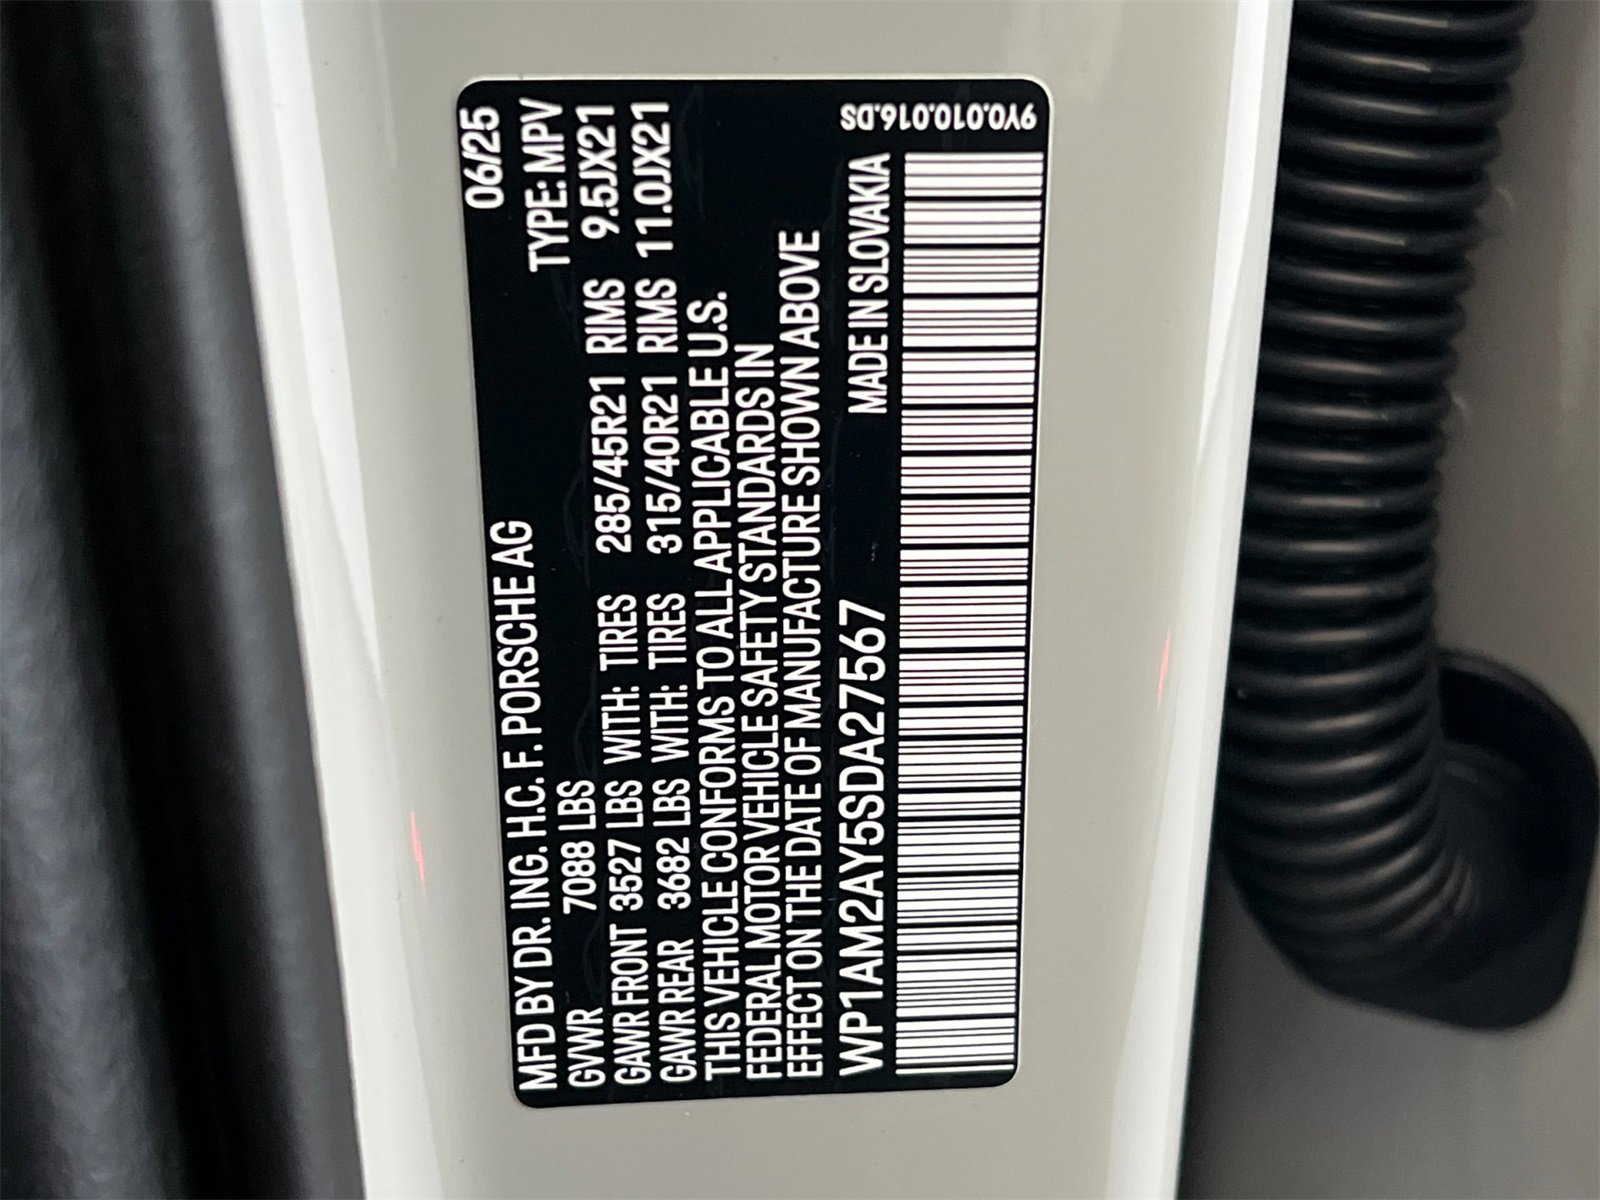 MFD BY DR. ING. H.C. F. PORSCHE AG 06/25
GVWR 7088 LBS TYPE: MPV
GAWR FRONT 3527 LBS WITH: TIRES 285/45R21 RIMS 9.5JX21
GAWR REAR 3682 LBS WITH: TIRES 315/40R21 RIMS 11.0JX21
THIS VEHICLE CONFORMS TO ALL APPLICABLE U.S.
FEDERAL MOTOR VEHICLE SAFETY STANDARDS IN
EFFECT ON THE DATE OF MANUFACTURE SHOWN ABOVE
WP1AM2AY5SDA27567 MADE IN SLOVAKIA
9Y0.010.016.DS